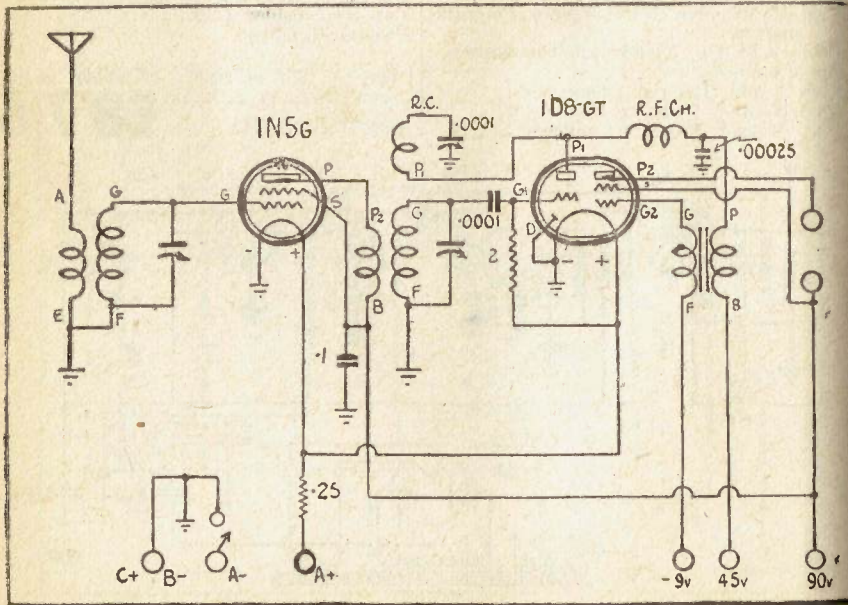 R.C.
.0001
1D8-GT
R.F.CH.
1N5G
P1
P1
P2
.00025
P
S
S
A
G
G
G
.0001
G1
G2
D
G
P
P2
-
+
2
-
+
E
F
B
F
F
B
.1
.25
C+
B-
A-
A+
-9v
45v
90v